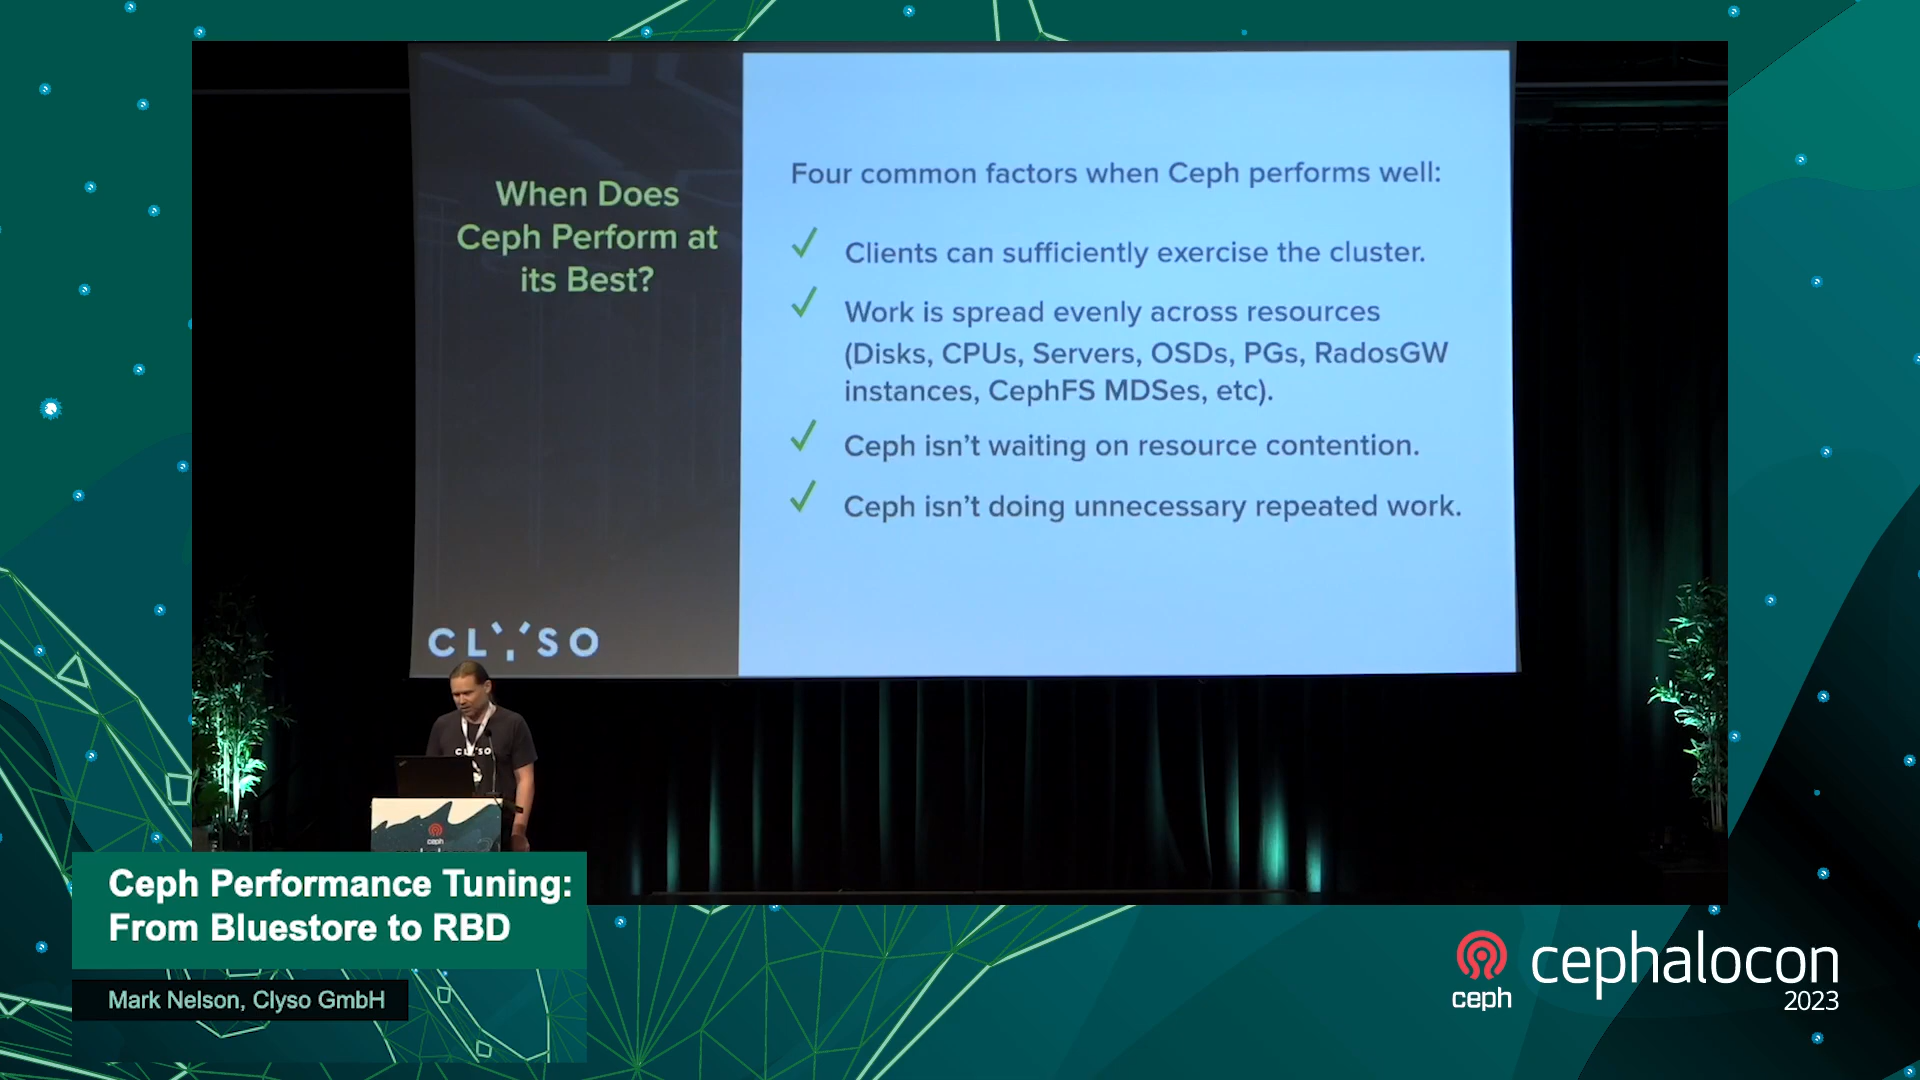 When Does
Ceph Perform at
its Best?
Four common factors when Ceph performs well:
Clients can sufficiently exercise the cluster.
Work is spread evenly across resources
(Disks, CPUs, Servers, OSDs, PGs, RadosGW
instances, CephFS MDSes, etc).
Ceph isn't waiting on resource contention.
Ceph isn't doing unnecessary repeated work.
CLYSO
CLYSO
ceph
Ceph Performance Tuning:
From Bluestore to RBD
Mark Nelson, Clyso GmbH
ceph
cephalocon
2023